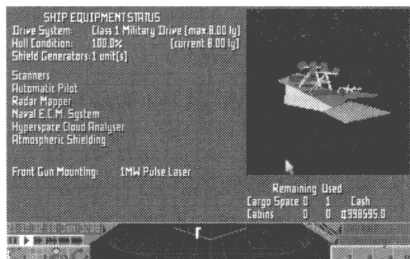 SHIP EQUIPMENT STATUS
Drive System: Class 1 Military Drive (max.8.00 ly)
Hull Condition: 100.0% (current 8.00 ly)
Shield Generators: 1 unit(s)
Scanners
Automatic Pilot
Radar Mapper
Naval E.C.M. System
Hyperspace Cloud Analyser
Atmospheric Shielding
Front Gun Mounting: 1MW Pulse Laser
Remaining Used
Cargo Space 0 1 Cash
Cabins 0 0 998595.0